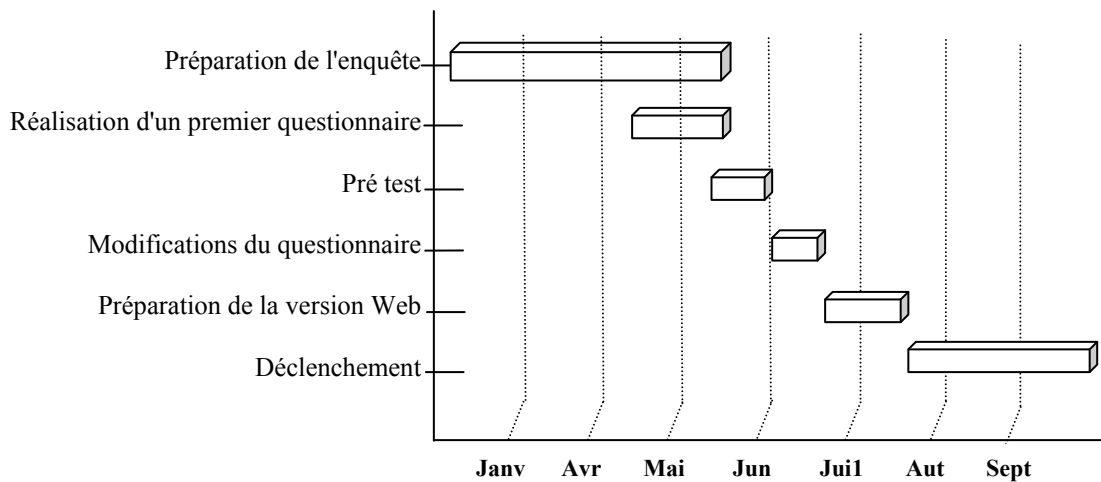 Préparation de l'enquête
Réalisation d'un premier questionnaire
Pré test
Modifications du questionnaire
Préparation de la version Web
Déclenchement
Janv Avr Mai Jun Jui1 Aut Sept